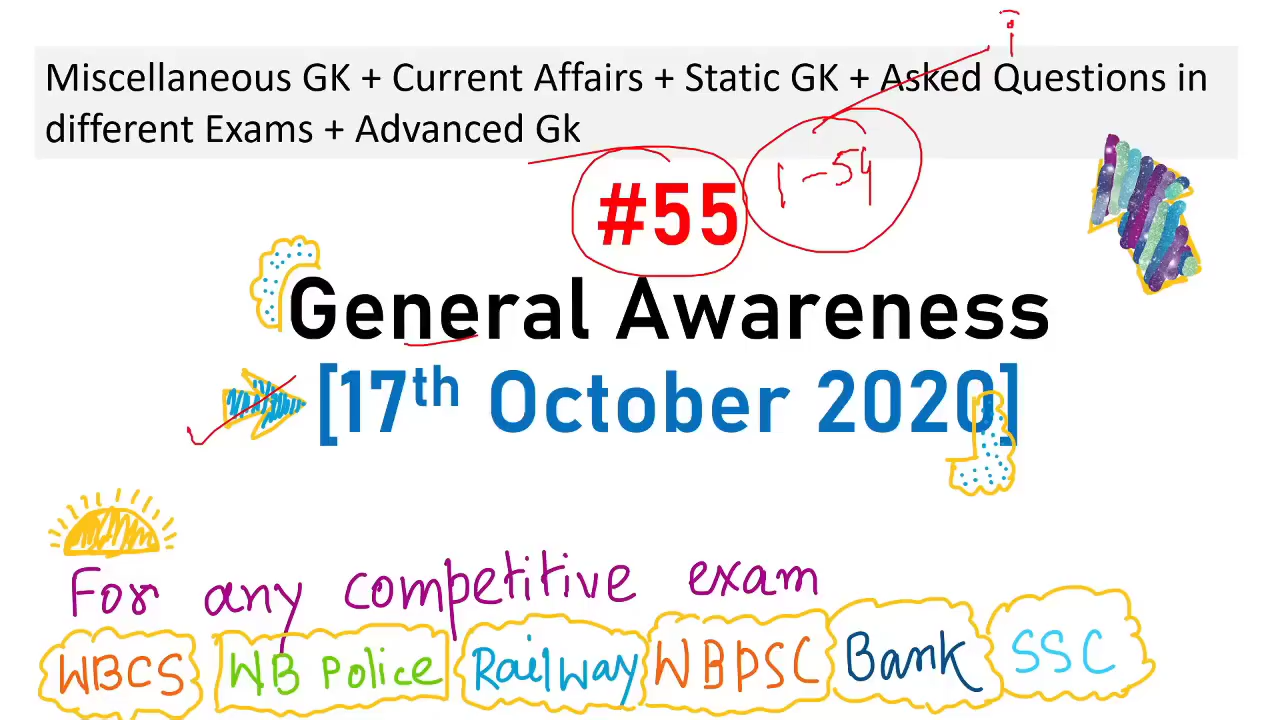 i
Miscellaneous GK + Current Affairs + Static GK + Asked Questions in
different Exams + Advanced Gk
#55 1-54
General Awareness
[17th October 2020]
For any competitive exam
WBCS WB Police Railway WBPSC Bank SSC